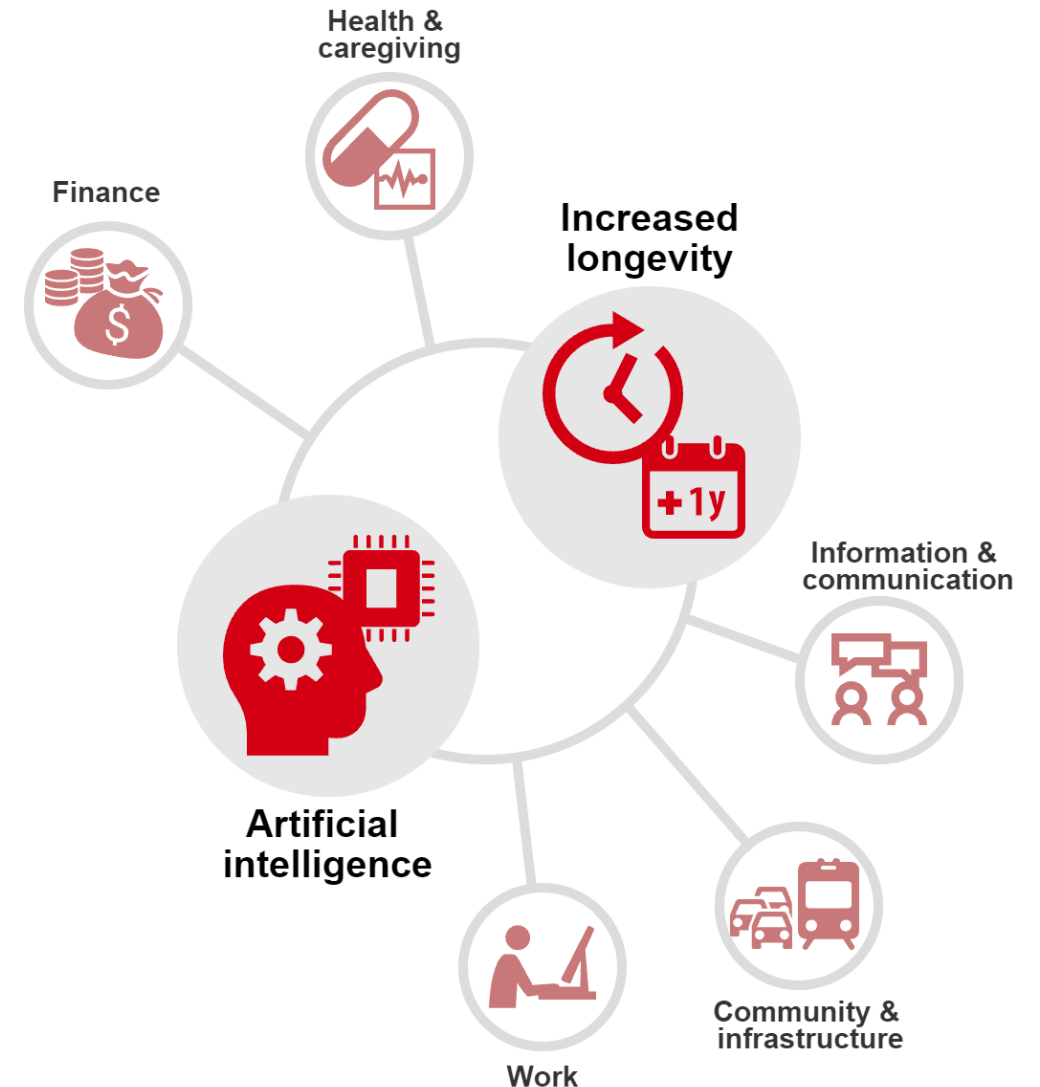 Health &
caregiving
Finance
$
Increased
longevity
+1y
Information &
communication
Artificial
intelligence
Community &
infrastructure
Work